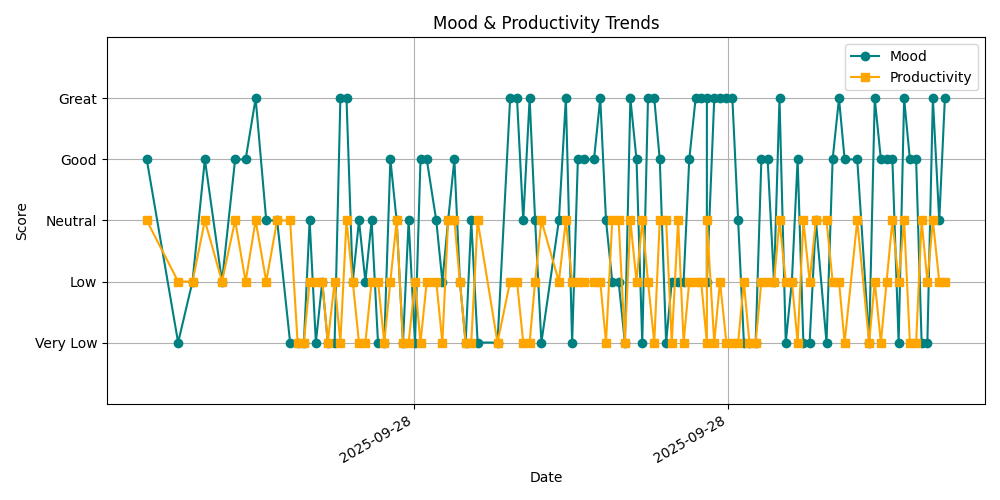 Mood & Productivity Trends
Mood
Productivity
Great
Good
Neutral
Low
Very Low
Score
2025-09-28
2025-09-28
Date